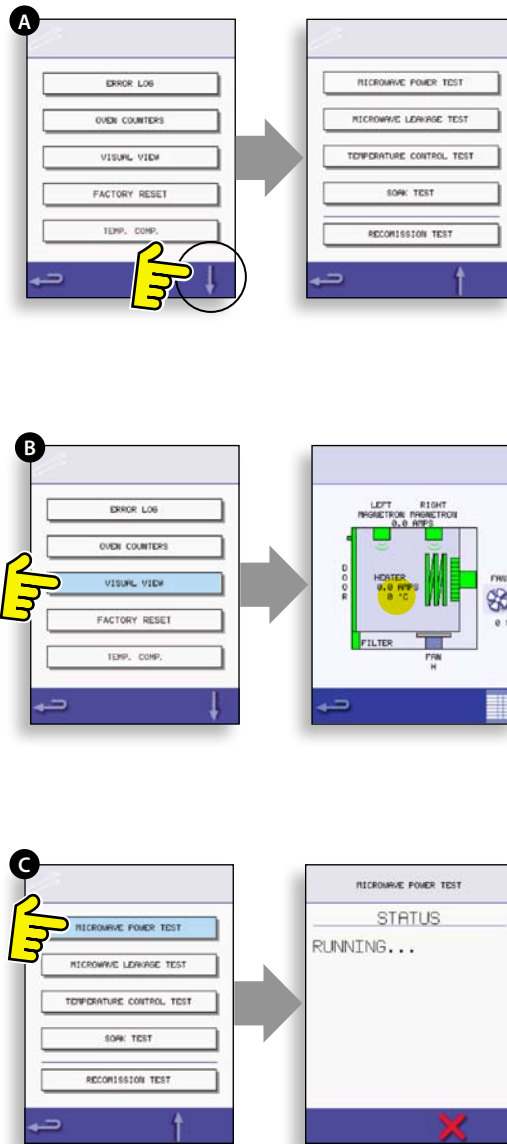 A
ERROR LOG
OVEN COUNTERS
VISUAL VIEW
FACTORY RESET
TEMP. COMP.
MICROWAVE POWER TEST
MICROWAVE LEAKAGE TEST
TEMPERATURE CONTROL TEST
SOAK TEST
RECOMISSION TEST
B
ERROR LOG
OVEN COUNTERS
VISUAL VIEW
FACTORY RESET
TEMP. COMP.
LEFT RIGHT
MAGNETRON MAGNETRON
0.0 AMPS
DOOR
HEATER
0.0 AMPS
0 °C
FILTER
FAN
H
FAN
0
C
MICROWAVE POWER TEST
MICROWAVE LEAKAGE TEST
TEMPERATURE CONTROL TEST
SOAK TEST
RECOMISSION TEST
MICROWAVE POWER TEST
STATUS
RUNNING...